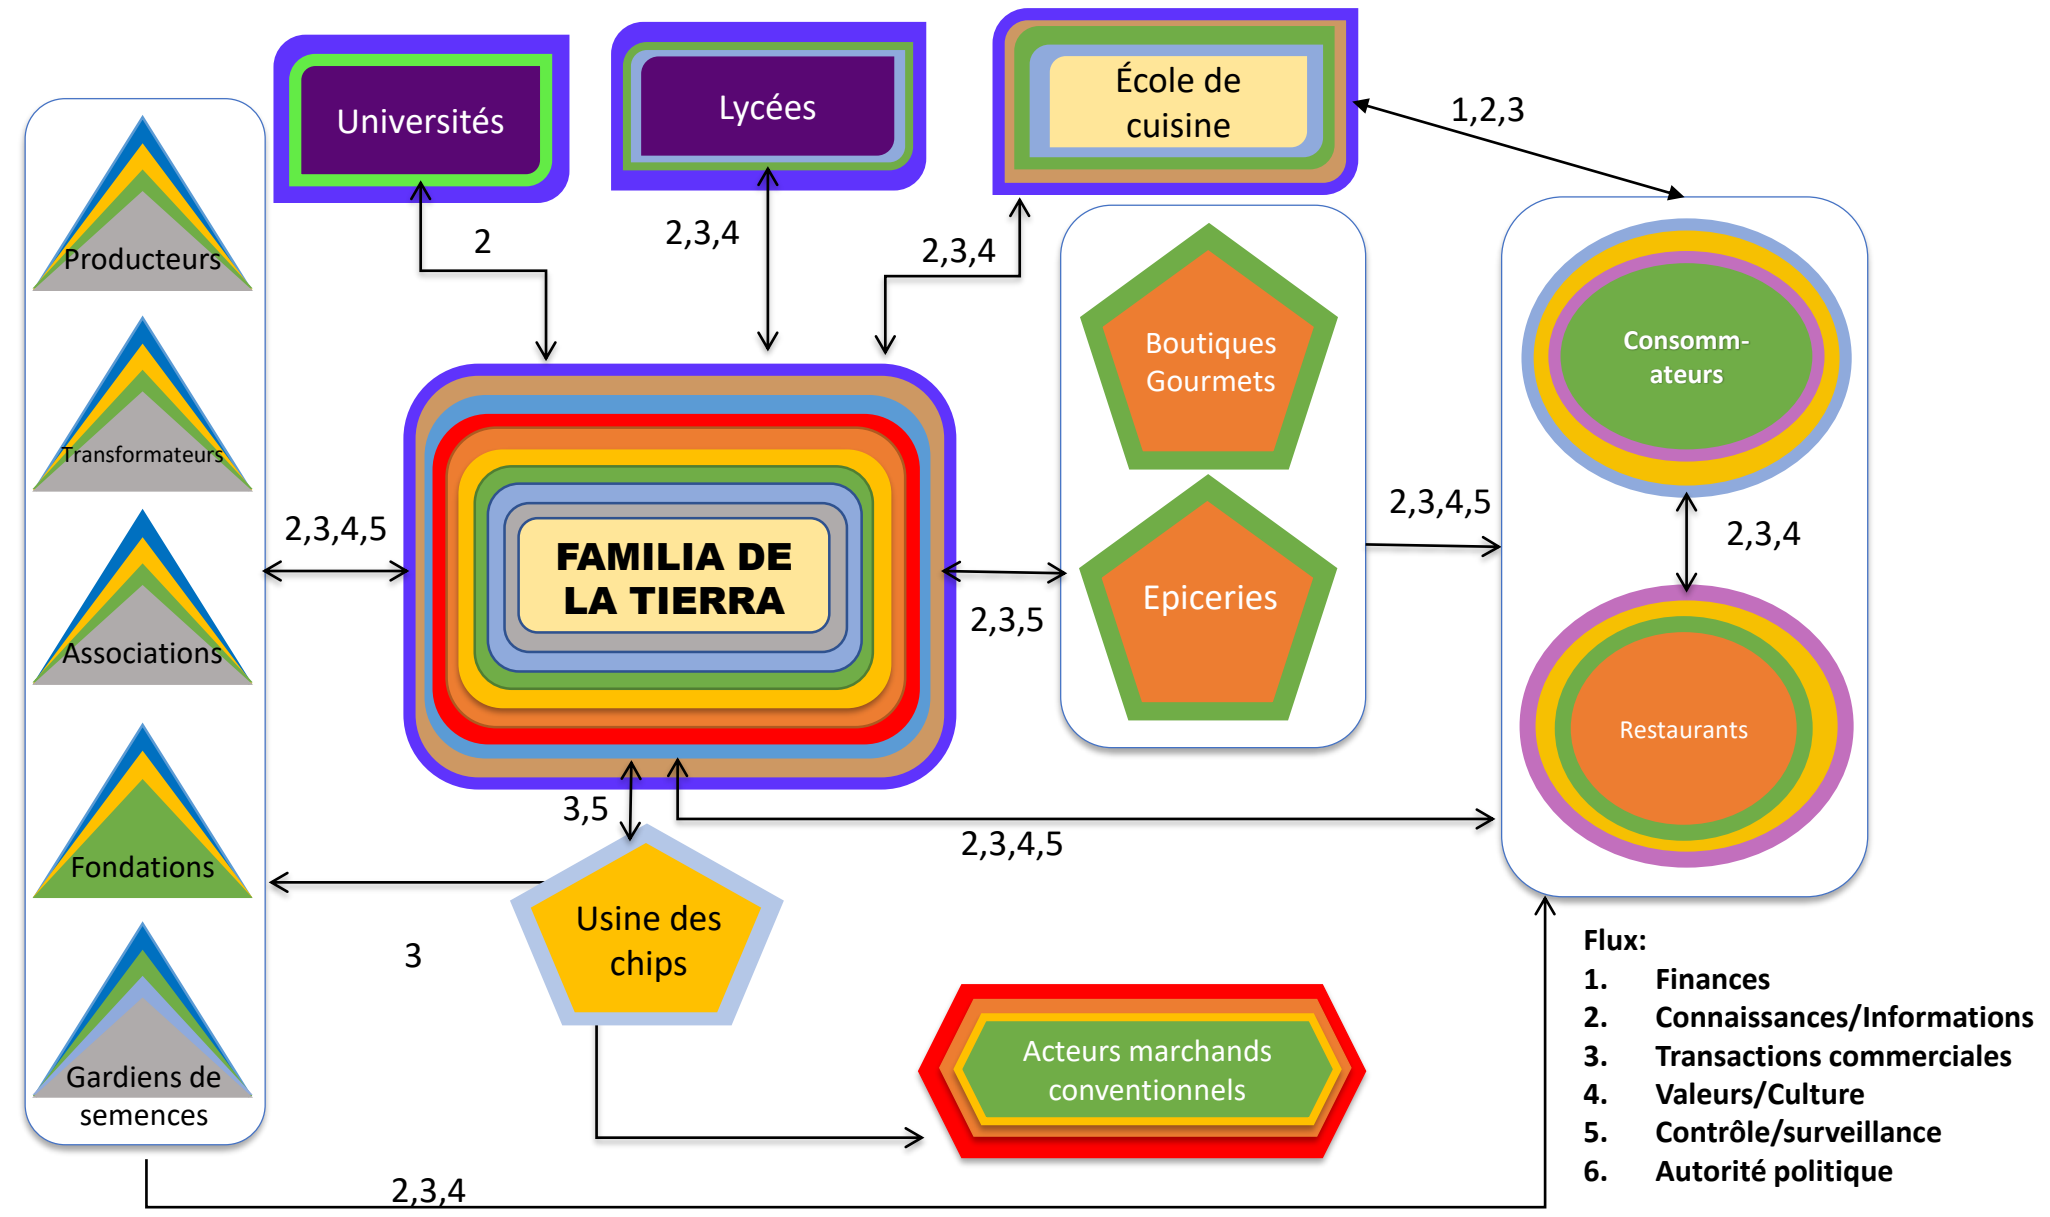 Universités
Lycées
École de
cuisine
1,2,3
Producteurs
2
2,3,4
2,3,4
Boutiques
Gourmets
Consomm-
ateurs
Transformateurs
2,3,4,5
2,3,4,5
2,3,4
FAMILIA DE
LA TIERRA
2,3,5
Epiceries
Associations
Restaurants
3,5
2,3,4,5
Fondations
Usine des
chips
3
Gardiens de
semences
Acteurs marchands
conventionnels
2,3,4
Flux:
1. Finances
2. Connaissances/Informations
3. Transactions commerciales
4. Valeurs/Culture
5. Contrôle/surveillance
6. Autorité politique